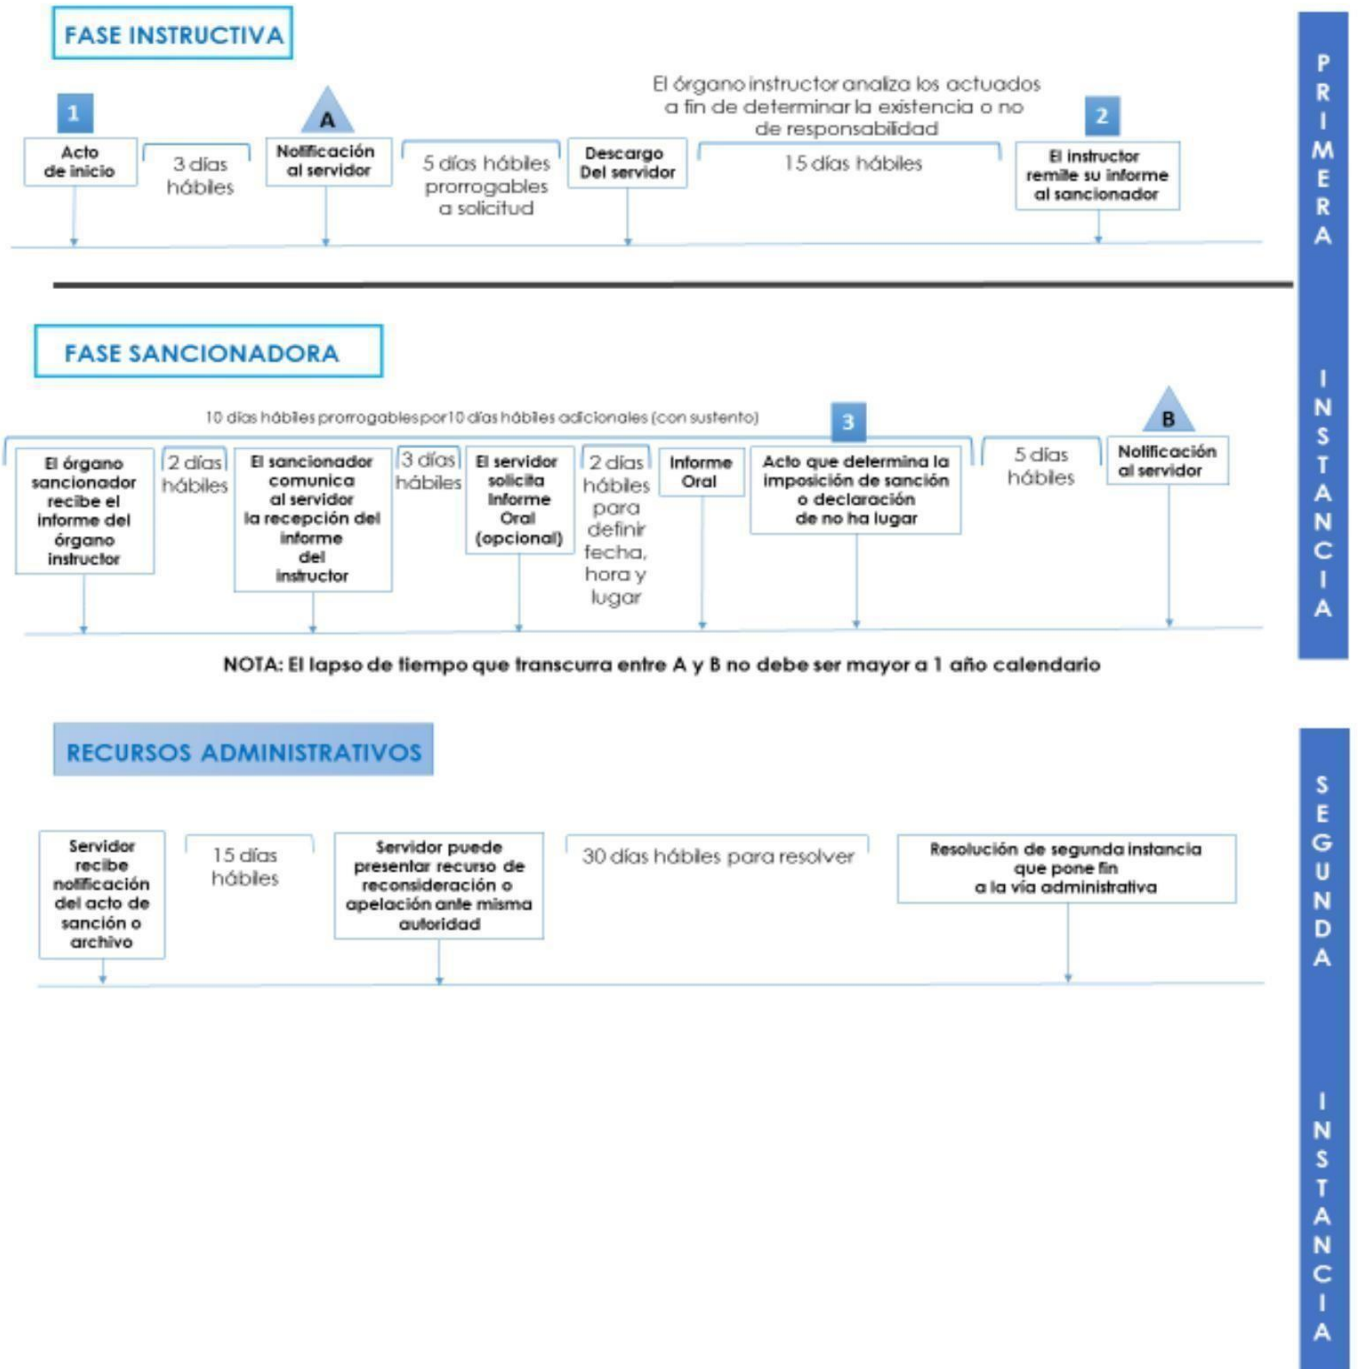 FASE INSTRUCTIVA
1
Acto
de inicio
3 días
hábiles
A
Notificación
al servidor
5 días hábiles
prorrogables
a solicitud
Descargo
Del servidor
El órgano instructor analiza los actuados
a fin de determinar la existencia o no
de responsabilidad
15 días hábiles
2
El instructor
remite su informe
al sancionador
PRIMERA
INSTANCIA
FASE SANCIONADORA
10 días hábiles prorrogables por 10 días hábiles adicionales (con sustento)
El órgano
sancionador
recibe el
informe del
órgano
instructor
2 días
hábiles
El sancionador
comunica
al servidor
la recepción del
informe
del
instructor
3 días
hábiles
El servidor
solicita
Informe
Oral
(opcional)
2 días
hábiles
para
definir
fecha,
hora y
lugar
Informe
Oral
3
Acto que determina la
imposición de sanción
o declaración
de no ha lugar
5 días
hábiles
B
Notificación
al servidor
NOTA: El lapso de tiempo que transcurra entre A y B no debe ser mayor a 1 año calendario
RECURSOS ADMINISTRATIVOS
Servidor
recibe
notificación
del acto de
sanción o
archivo
15 días
hábiles
Servidor puede
presentar recurso de
reconsideración o
apelación ante misma
autoridad
30 días hábiles para resolver
Resolución de segunda instancia
que pone fin
a la vía administrativa
SEGUNDA
INSTANCIA